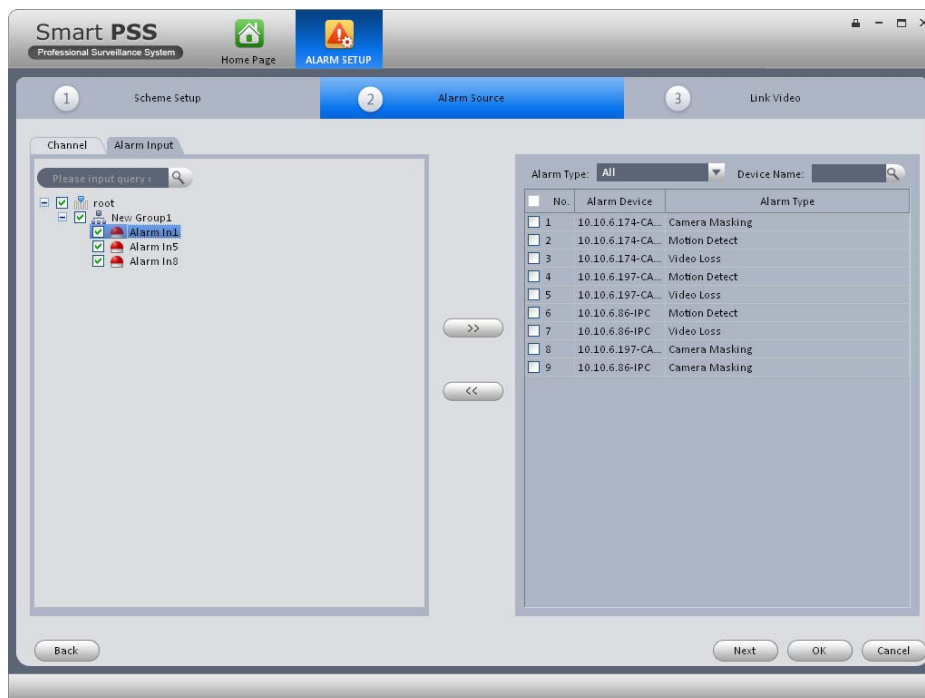 Smart PSS
Professional Surveillance System
Home Page
ALARM SETUP
1 Scheme Setup
2 Alarm Source
3 Link Video
Channel Alarm Input
Please input query
root
New Group1
Alarm In1
Alarm In5
Alarm In8
>>
<<
Alarm Type: All Device Name:
No. Alarm Device Alarm Type
1 10.10.6.174-CA... Camera Masking
2 10.10.6.174-CA... Motion Detect
3 10.10.6.174-CA... Video Loss
4 10.10.6.197-CA... Motion Detect
5 10.10.6.197-CA... Video Loss
6 10.10.6.86-IPC Motion Detect
7 10.10.6.86-IPC Video Loss
8 10.10.6.197-CA... Camera Masking
9 10.10.6.86-IPC Camera Masking
Back Next OK Cancel